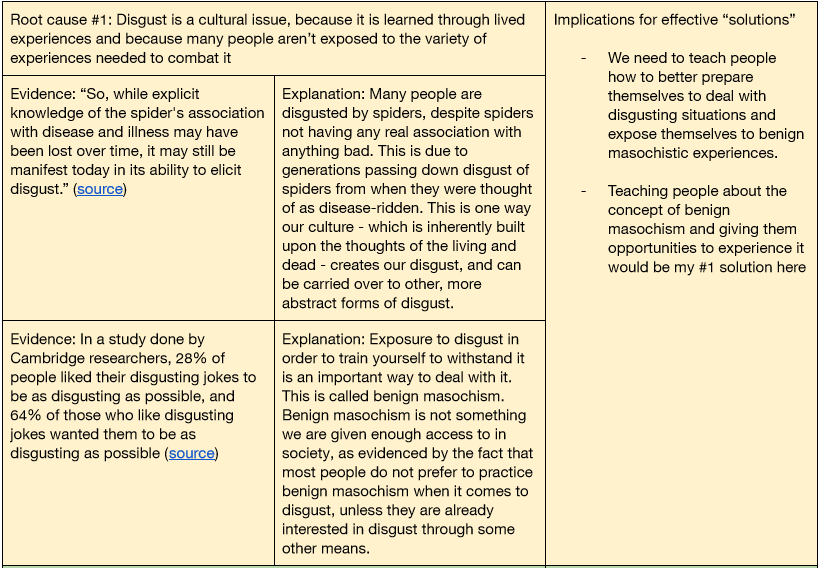 Root cause #1: Disgust is a cultural issue, because it is learned through lived
experiences and because many people aren't exposed to the variety of
experiences needed to combat it
Implications for effective “solutions”
- We need to teach people
how to better prepare
themselves to deal with
disgusting situations and
expose themselves to benign
masochistic experiences.
- Teaching people about the
concept of benign
masochism and giving them
opportunities to experience it
would be my #1 solution here
Evidence: “So, while explicit
knowledge of the spider's association
with disease and illness may have
been lost over time, it may still be
manifest today in its ability to elicit
disgust.” (source)
Explanation: Many people are
disgusted by spiders, despite spiders
not having any real association with
anything bad. This is due to
generations passing down disgust of
spiders from when they were thought
of as disease-ridden. This is one way
our culture - which is inherently built
upon the thoughts of the living and
dead - creates our disgust, and can
be carried over to other, more
abstract forms of disgust.
Evidence: In a study done by
Cambridge researchers, 28% of
people liked their disgusting jokes to
be as disgusting as possible, and
64% of those who like disgusting
jokes wanted them to be as
disgusting as possible (source)
Explanation: Exposure to disgust in
order to train yourself to withstand it
is an important way to deal with it.
This is called benign masochism.
Benign masochism is not something
we are given enough access to in
society, as evidenced by the fact that
most people do not prefer to practice
benign masochism when it comes to
disgust, unless they are already
interested in disgust through some
other means.